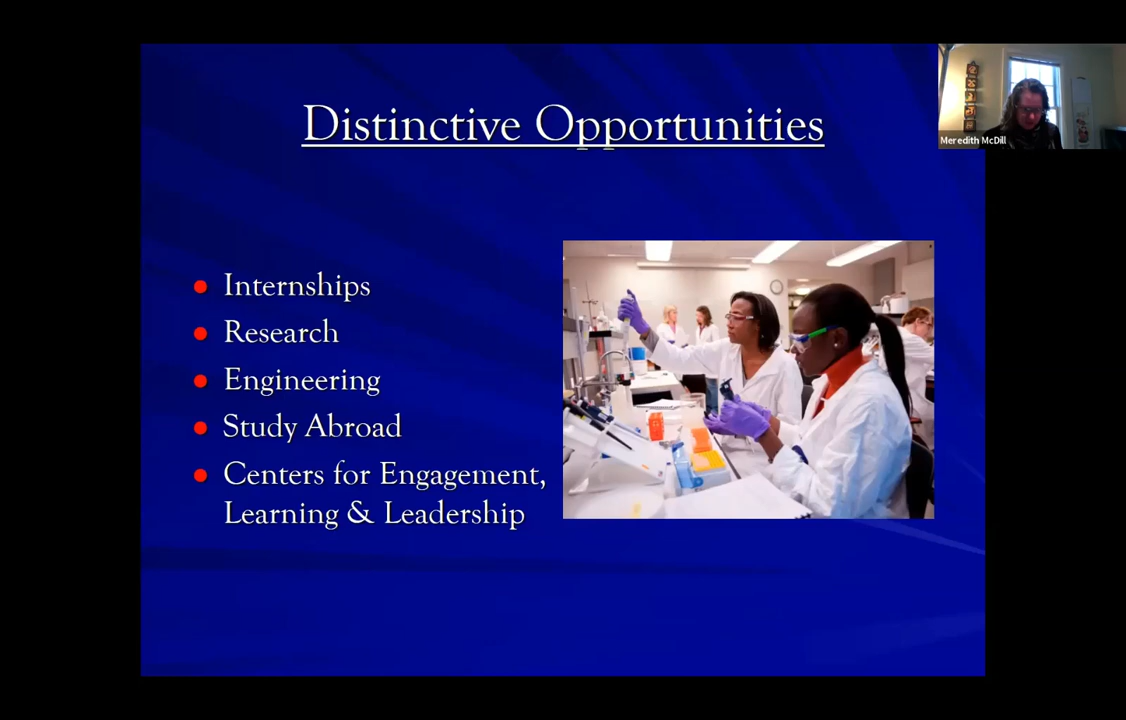 Distinctive Opportunities
Meredith McDill
Internships
Research
Engineering
Study Abroad
Centers for Engagement,
Learning & Leadership